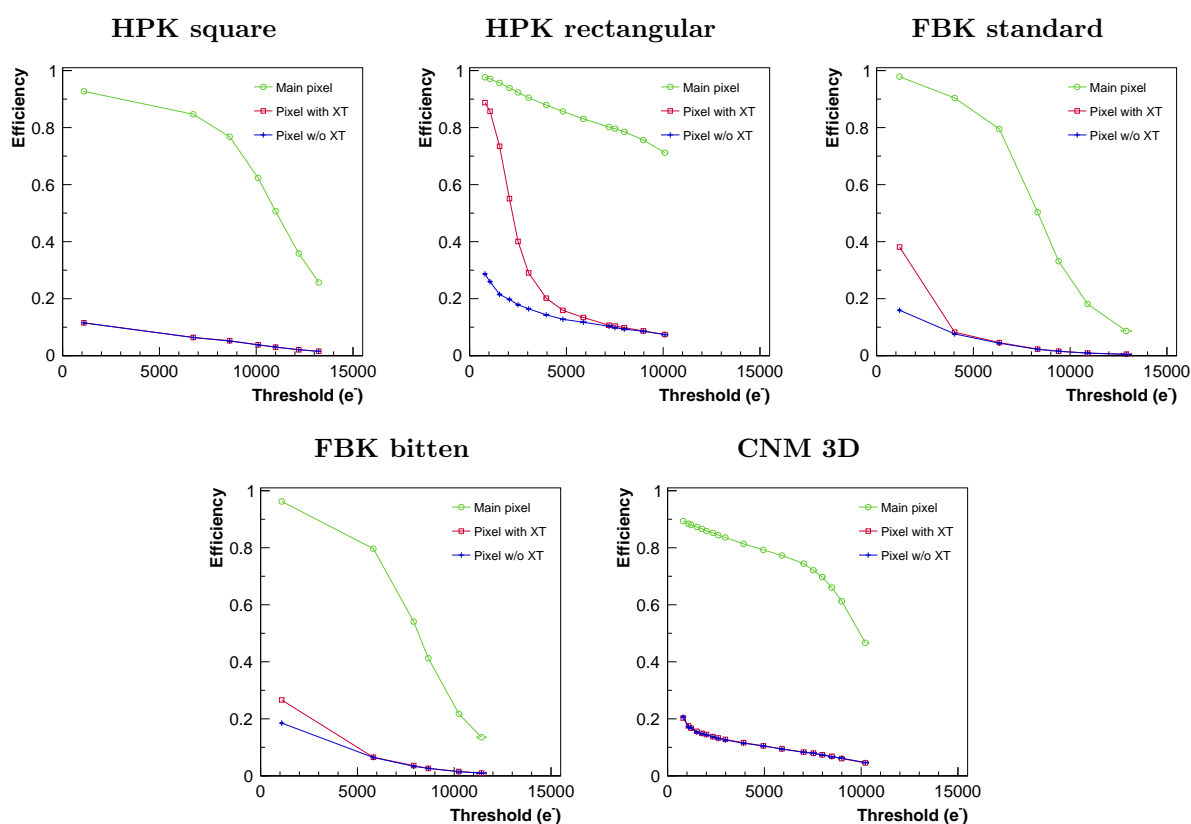 HPK square
HPK rectangular
FBK standard
Efficiency
1
0.8
0.6
0.4
0.2
0
Main pixel
Pixel with XT
Pixel w/o XT
0 5000 10000 15000
Threshold (e-)
Efficiency
1
0.8
0.6
0.4
0.2
0
Main pixel
Pixel with XT
Pixel w/o XT
0 5000 10000 15000
Threshold (e-)
Efficiency
1
0.8
0.6
0.4
0.2
0
Main pixel
Pixel with XT
Pixel w/o XT
0 5000 10000 15000
Threshold (e-)
FBK bitten
CNM 3D
Efficiency
1
0.8
0.6
0.4
0.2
0
Main pixel
Pixel with XT
Pixel w/o XT
0 5000 10000 15000
Threshold (e-)
Efficiency
1
0.8
0.6
0.4
0.2
0
Main pixel
Pixel with XT
Pixel w/o XT
0 5000 10000 15000
Threshold (e-)